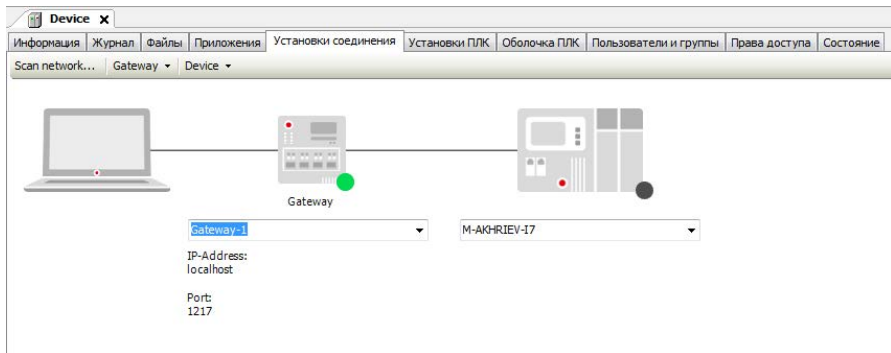 Device x
Информация Журнал Файлы Приложения Установки соединения Установки ПЛК Оболочка ПЛК Пользователи и группы Права доступа Состояние
Scan network... Gateway Device
Gateway
Gateway-1 M-AKHRIEV-I7
IP-Address:
localhost
Port:
1217